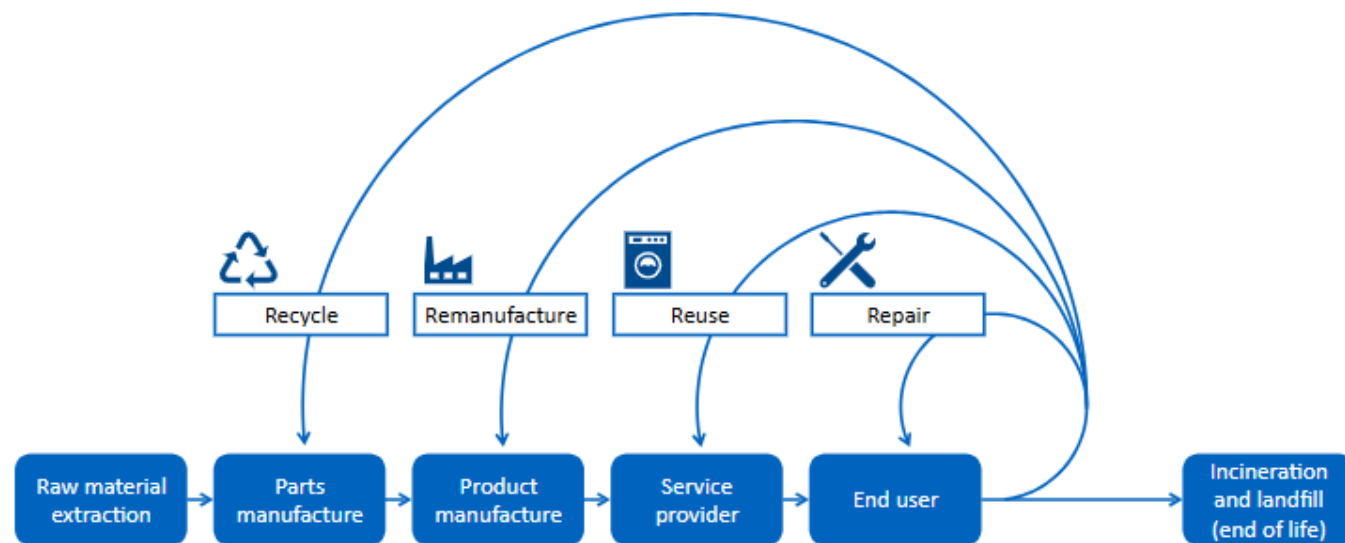 Recycle
Remanufacture
Reuse
Repair
Raw material
extraction
Parts
manufacture
Product
manufacture
Service
provider
End user
Incineration
and landfill
(end of life)